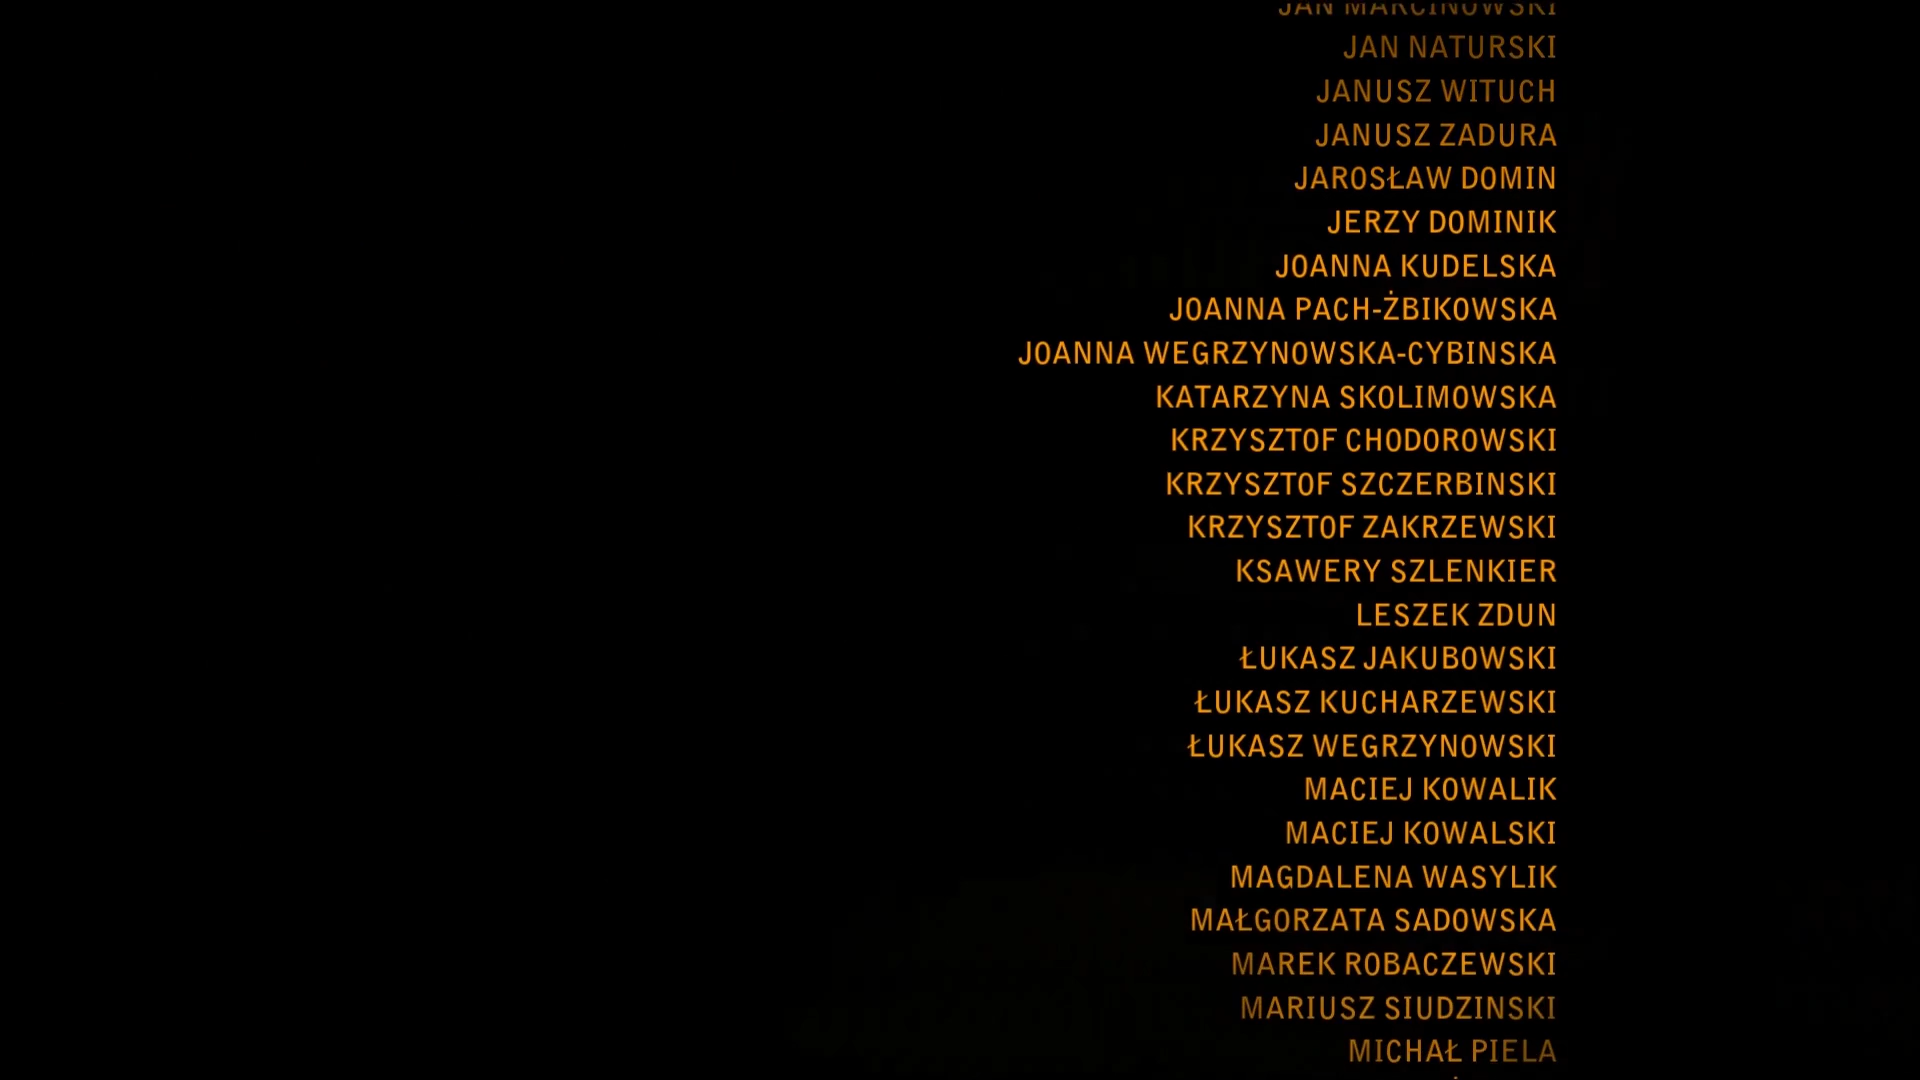 JAN MARCINOWSKI
JAN NATURSKI
JANUSZ WITUCH
JANUSZ ZADURA
JAROSŁAW DOMIN
JERZY DOMINIK
JOANNA KUDELSKA
JOANNA PACH-ŻBIKOWSKA
JOANNA WEGRZYNOWSKA-CYBINSKA
KATARZYNA SKOLIMOWSKA
KRZYSZTOF CHODOROWSKI
KRZYSZTOF SZCZERBINSKI
KRZYSZTOF ZAKRZEWSKI
KSAWERY SZLENKIER
LESZEK ZDUN
ŁUKASZ JAKUBOWSKI
ŁUKASZ KUCHARZEWSKI
ŁUKASZ WEGRZYNOWSKI
MACIEJ KOWALIK
MACIEJ KOWALSKI
MAGDALENA WASYLIK
MAŁGORZATA SADOWSKA
MAREK ROBACZEWSKI
MARIUSZ SIUDZINSKI
MICHAŁ PIELA